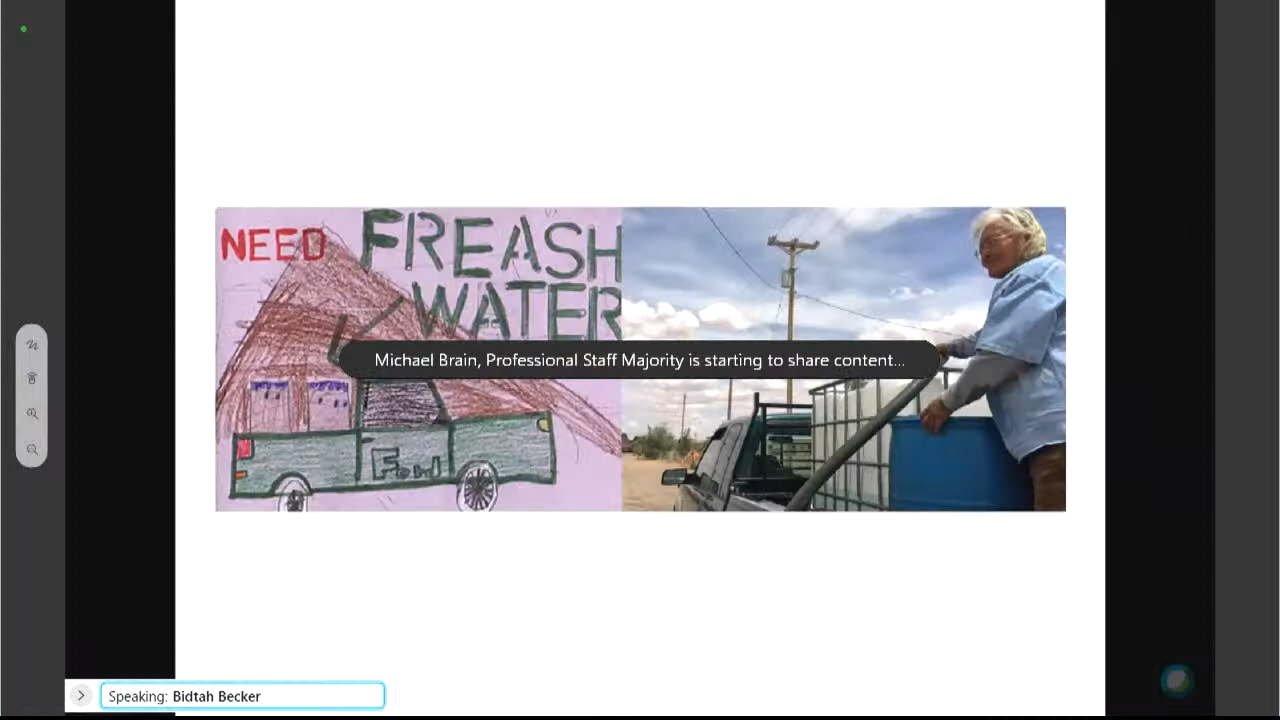 NEED FREASH
WATER
Michael Brain, Professional Staff Majority is starting to share content...
Speaking: Bidtah Becker